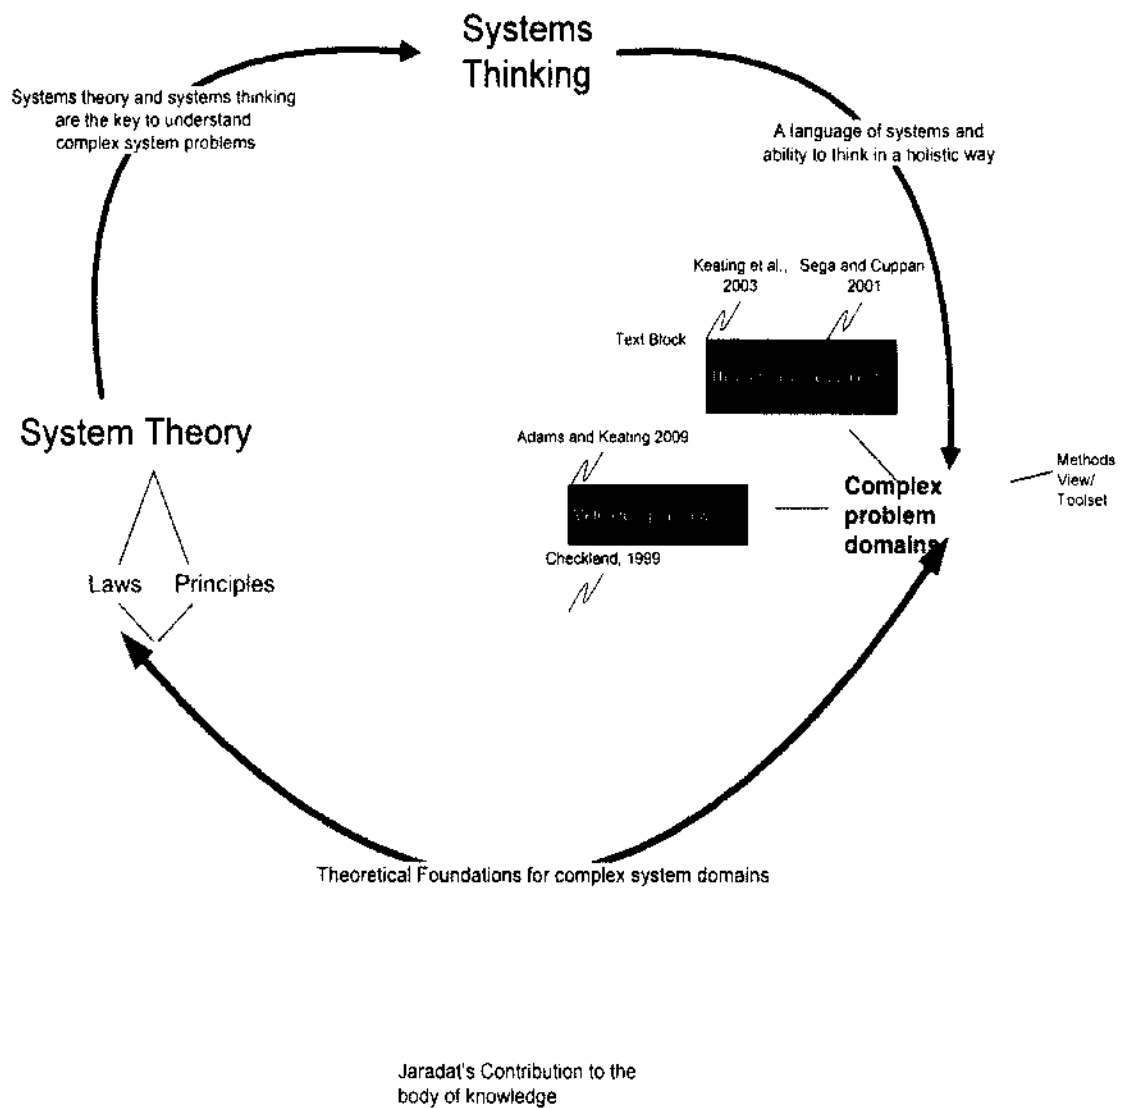 Systems
Thinking
Systems theory and systems thinking
are the key to understand
complex system problems
A language of systems and
ability to think in a holistic way
Keating et al.,
2003
Sega and Cuppan
2001
Text Block
System Theory
Adams and Keating 2009
Complex
problem
domains
Methods
View/
Toolset
Checkland, 1999
Laws
Principles
Theoretical Foundations for complex system domains
Jaradat's Contribution to the
body of knowledge